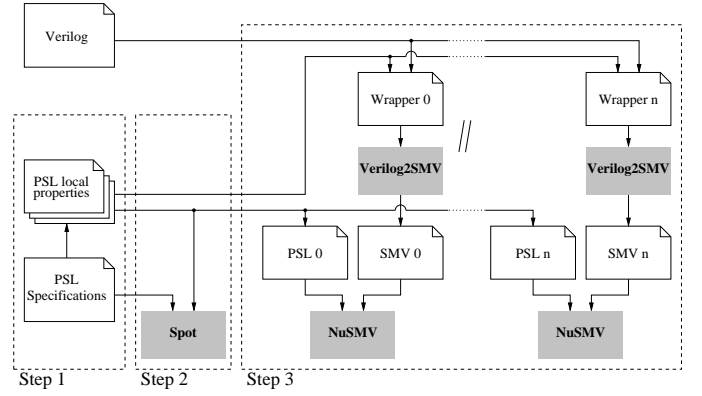 Verilog
Wrapper 0
Wrapper n
Verilog2SMV
Verilog2SMV
PSL local
properties
PSL 0
SMV 0
PSL n
SMV n
PSL
Specifications
Spot
NuSMV
NuSMV
Step 1
Step 2
Step 3